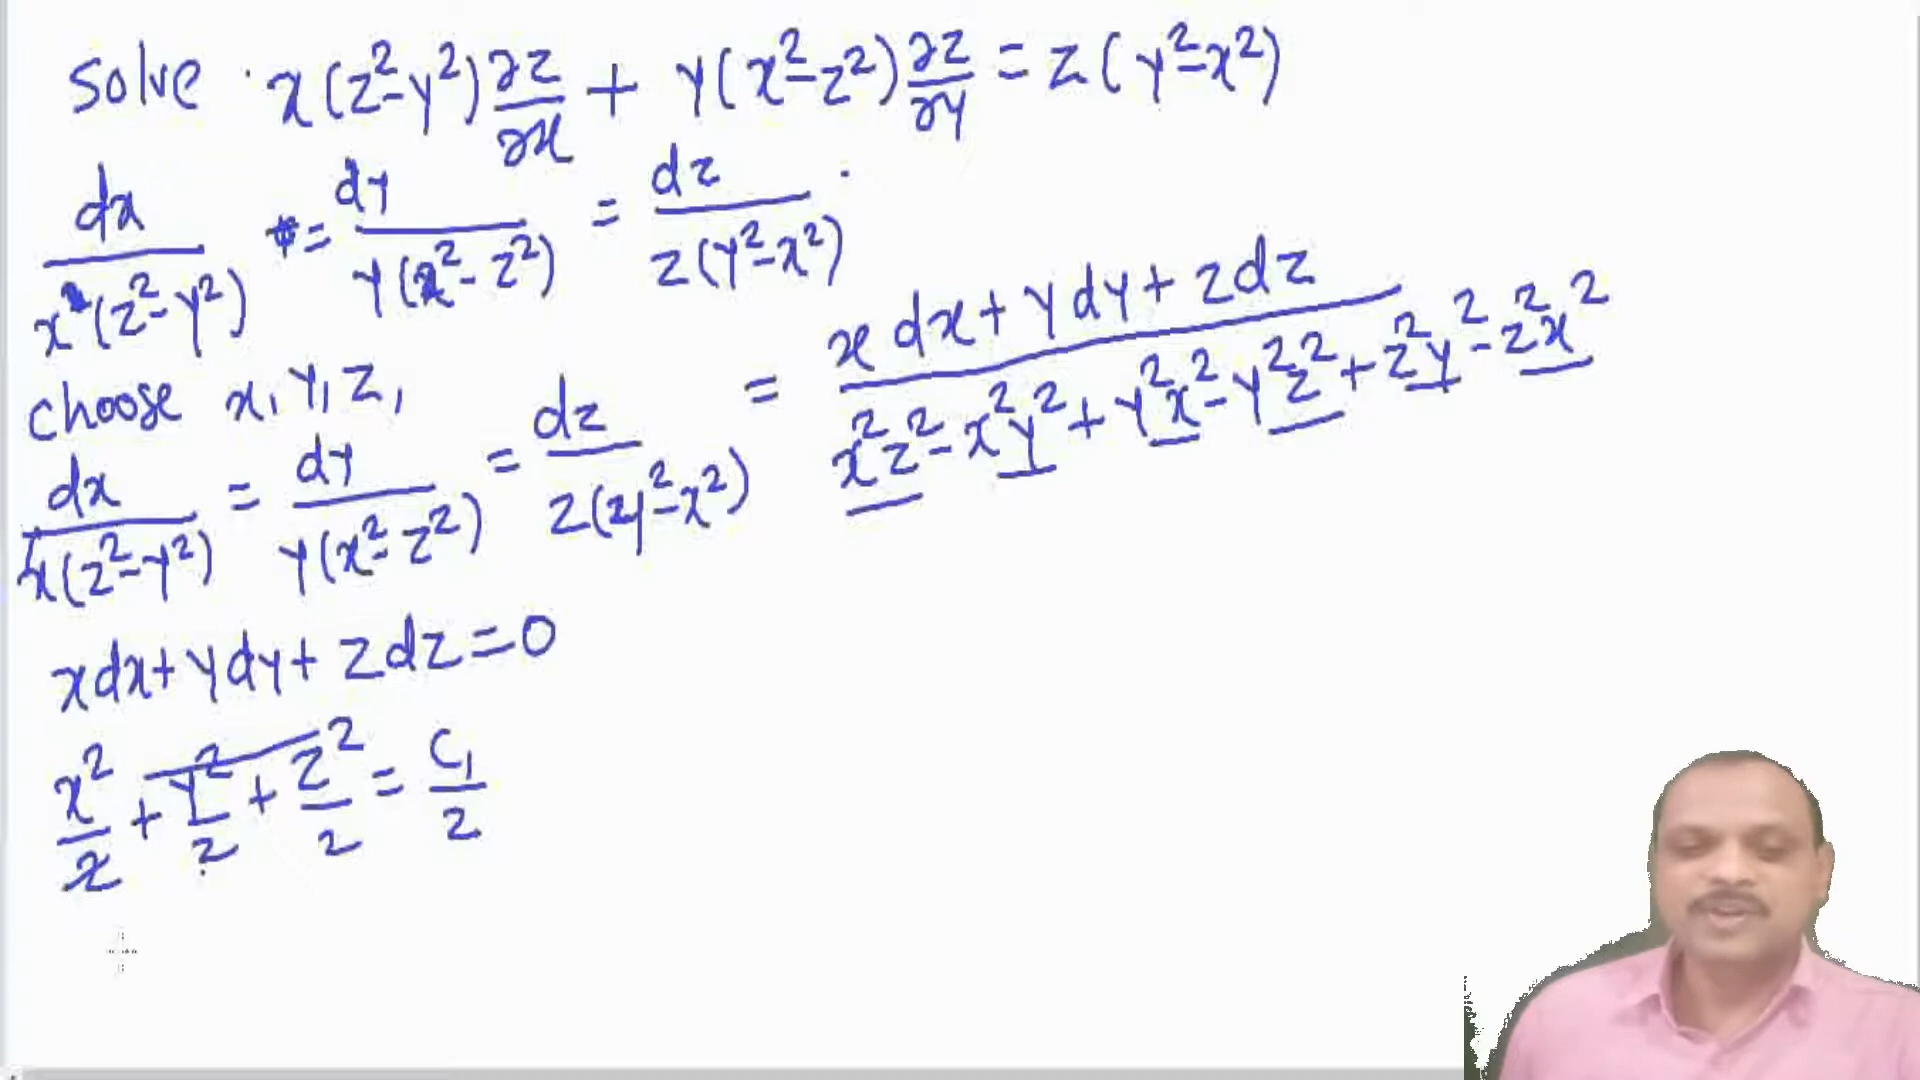 Solve x(z²-y²) ∂z/∂x + y(x²-z²) ∂z/∂y = z(y²-x²)
dx/x(z²-y²) = dy/y(x²-z²) = dz/z(y²-x²)
choose x, y, z,
dx/x(z²-y²) = dy/y(x²-z²) = dz/z(y²-x²) = xdx+ydy+zdz/x²z²-x²y²+y²x²-y²z²+z²y²-z²x²
xdx+ydy+zdz=0
x²/2 + y²/2 + z²/2 = C₁/2